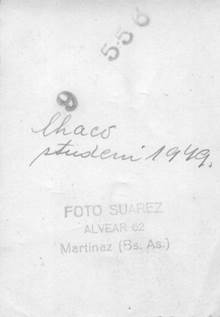 556
9
Chaco
studeni 1949.
FOTO SUAREZ
ALVEAR 62
Martinez (Bs. As.)